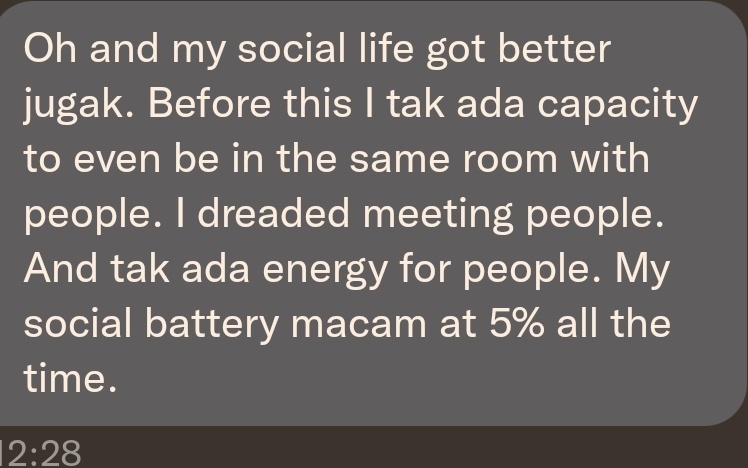 Oh and my social life got better
jugak. Before this I tak ada capacity
to even be in the same room with
people. I dreaded meeting people.
And tak ada energy for people. My
social battery macam at 5% all the
time.
12:28